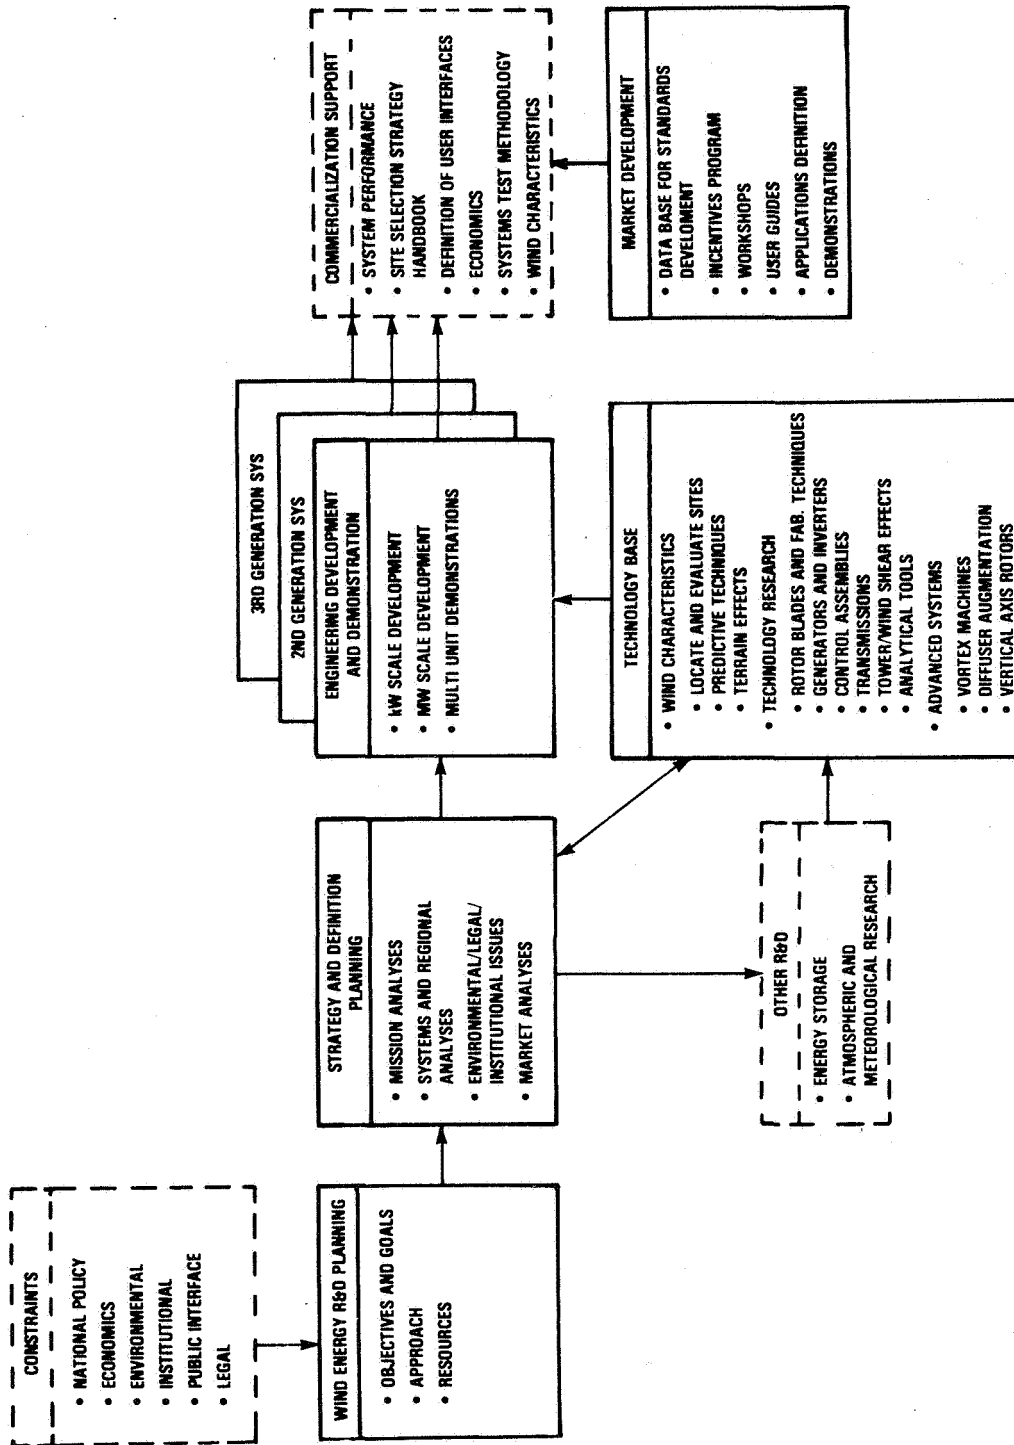 CONSTRAINTS
• NATIONAL POLICY
• ECONOMICS
• ENVIRONMENTAL
• INSTITUTIONAL
• PUBLIC INTERFACE
• LEGAL
WIND ENERGY R&D PLANNING
• OBJECTIVES AND GOALS
• APPROACH
• RESOURCES
STRATEGY AND DEFINITION
PLANNING
• MISSION ANALYSES
• SYSTEMS AND REGIONAL
ANALYSES
• ENVIRONMENTAL/LEGAL/
INSTITUTIONAL ISSUES
• MARKET ANALYSES
OTHER R&D
• ENERGY STORAGE
• ATMOSPHERIC AND
METEOROLOGICAL RESEARCH
3RD GENERATION SYS
2ND GENERATION SYS
ENGINEERING DEVELOPMENT
AND DEMONSTRATION
• kW SCALE DEVELOPMENT
• MW SCALE DEVELOPMENT
• MULTI UNIT DEMONSTRATIONS
TECHNOLOGY BASE
• WIND CHARACTERISTICS
• LOCATE AND EVALUATE SITES
• PREDICTIVE TECHNIQUES
• TERRAIN EFFECTS
• TECHNOLOGY RESEARCH
• ROTOR BLADES AND FAB. TECHNIQUES
• GENERATORS AND INVERTERS
• CONTROL ASSEMBLIES
• TRANSMISSIONS
• TOWER/WIND SHEAR EFFECTS
• ANALYTICAL TOOLS
• ADVANCED SYSTEMS
• VORTEX MACHINES
• DIFFUSER AUGMENTATION
• VERTICAL AXIS ROTORS
COMMERCIALIZATION SUPPORT
• SYSTEM PERFORMANCE
• SITE SELECTION STRATEGY
HANDBOOK
• DEFINITION OF USER INTERFACES
• ECONOMICS
• SYSTEMS TEST METHODOLOGY
• WIND CHARACTERISTICS
MARKET DEVELOPMENT
• DATA BASE FOR STANDARDS
DEVELOMENT
• INCENTIVES PROGRAM
• WORKSHOPS
• USER GUIDES
• APPLICATIONS DEFINITION
• DEMONSTRATIONS